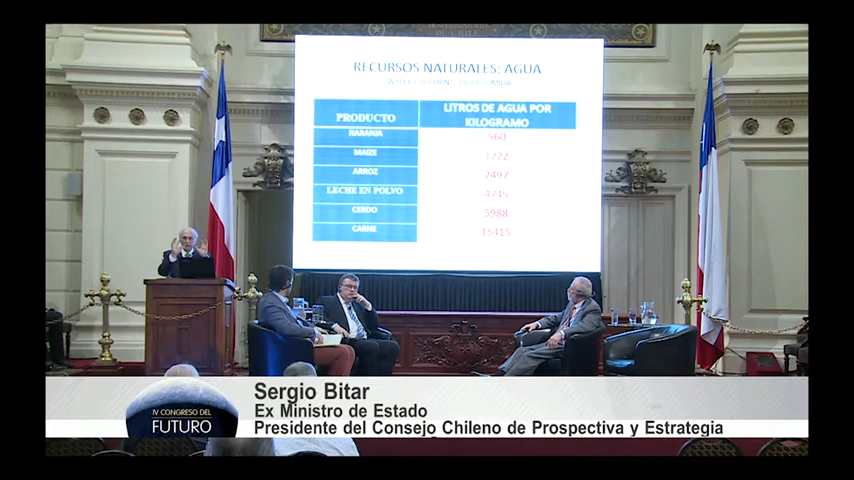 DE CHILE
RECURSOS NATURALES: AGUA
PRODUCTO
LITROS DE AGUA POR
KILOGRAMO
NARANJA
560
MAIZE
1222
ARROZ
2497
LECHE EN POLVO
4745
CERDO
5988
CARNE
15415
IV CONGRESO DEL
FUTURO
Sergio Bitar
Ex Ministro de Estado
Presidente del Consejo Chileno de Prospectiva y Estrategia